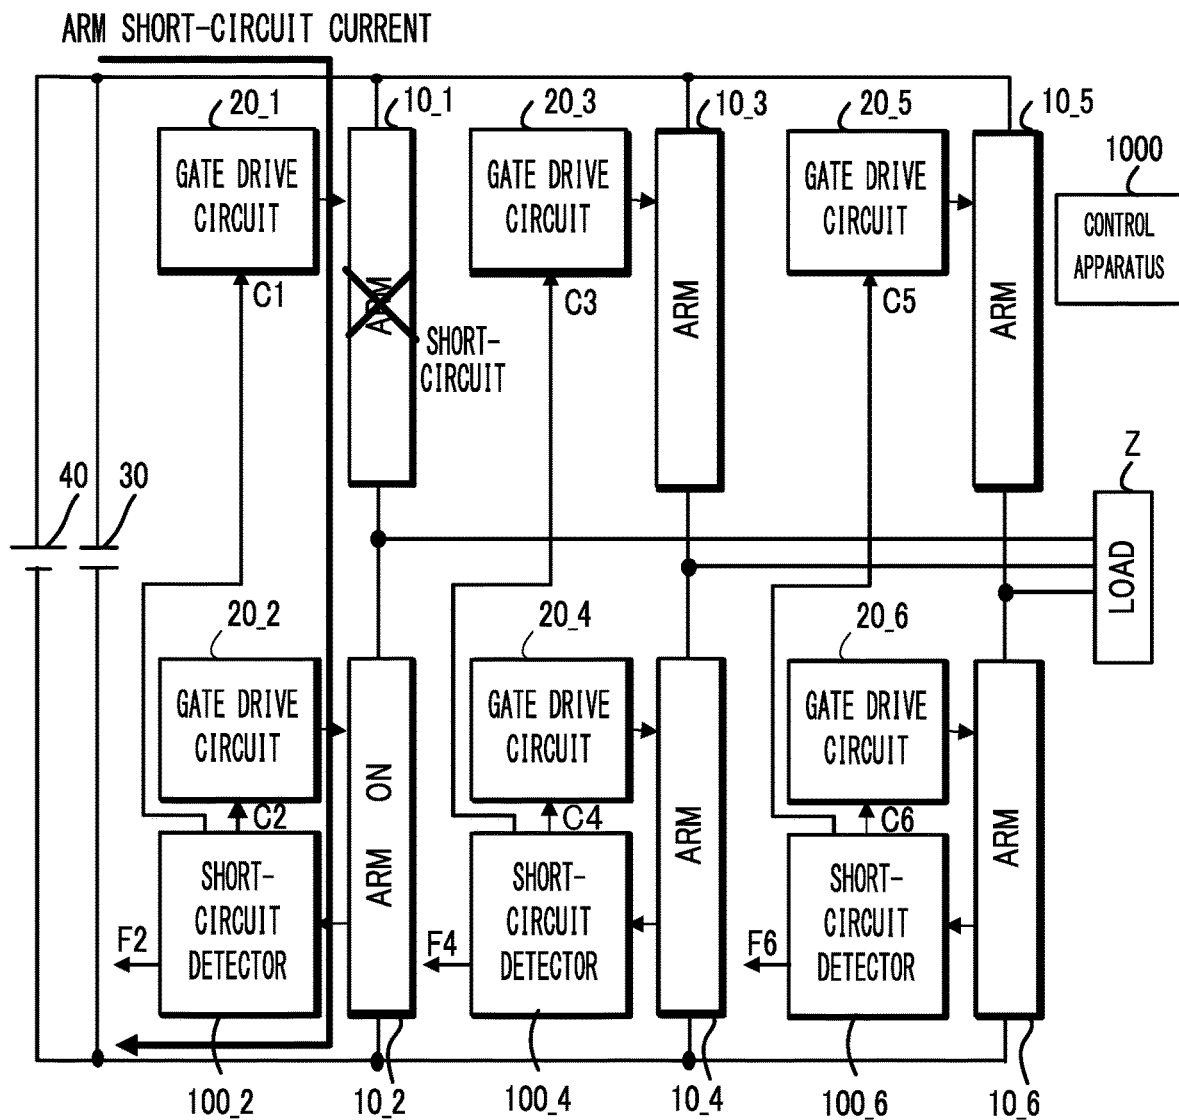 ARM SHORT-CIRCUIT CURRENT
20_1
10_1
20_3
10_3
20_5
10_5
1000
GATE DRIVE
CIRCUIT
GATE DRIVE
CIRCUIT
GATE DRIVE
CIRCUIT
CONTROL
APPARATUS
C1
ARM
C3
ARM
C5
ARM
SHORT-
CIRCUIT
40
30
Z
LOAD
20_2
20_4
20_6
GATE DRIVE
CIRCUIT
GATE DRIVE
CIRCUIT
GATE DRIVE
CIRCUIT
C2
ARM ON
C4
ARM
C6
ARM
SHORT-
CIRCUIT
DETECTOR
SHORT-
CIRCUIT
DETECTOR
SHORT-
CIRCUIT
DETECTOR
F2
F4
F6
100_2
10_2
100_4
10_4
100_6
10_6